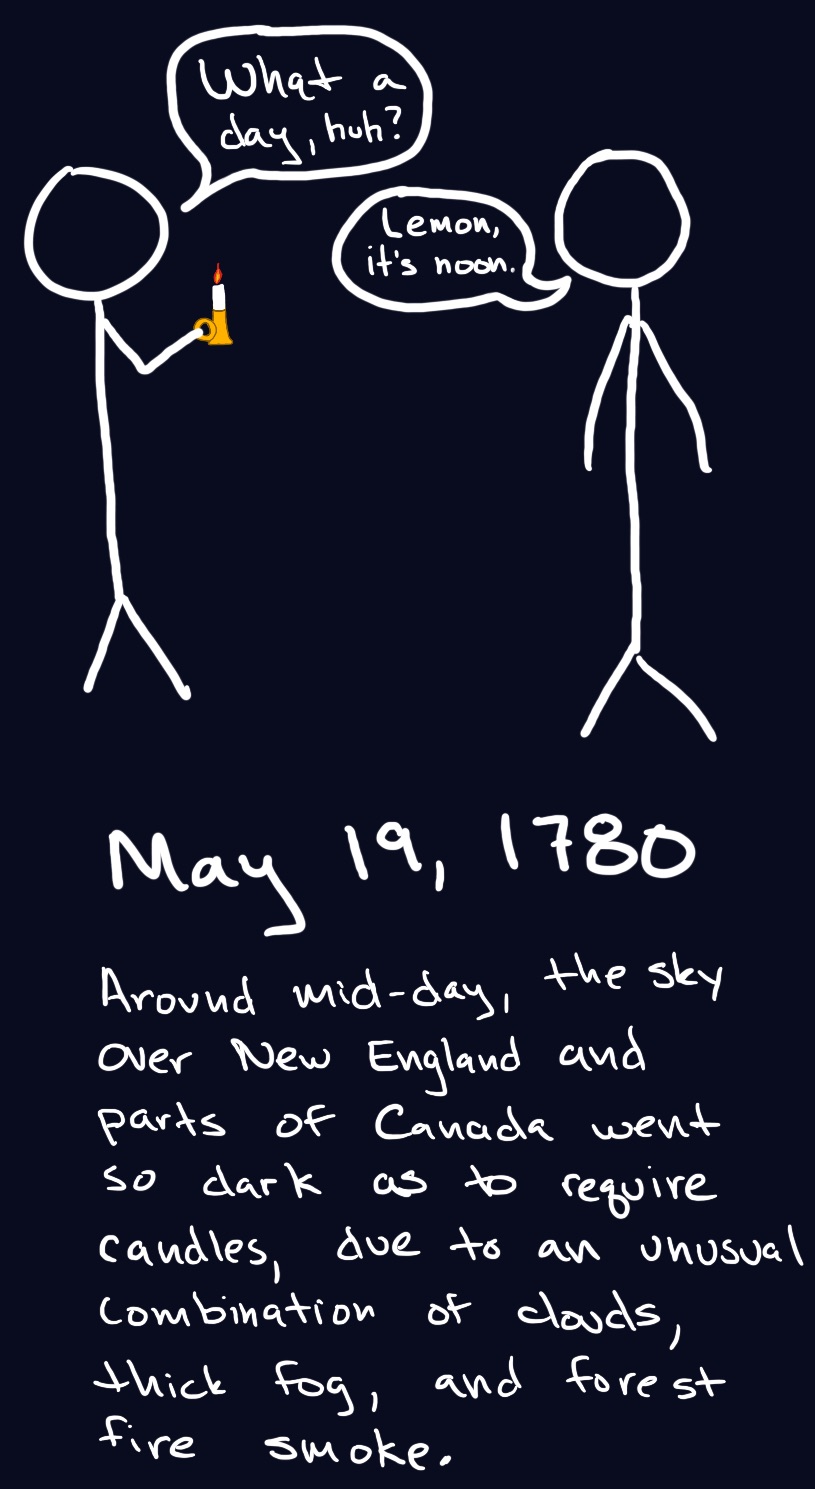 What a
day, huh?
Lemon,
it's noon.
May 19, 1780
Around mid-day, the sky
over New England and
parts of Canada went
so dark as to require
candles, due to an unusual
combination of clouds,
thick fog, and forest
fire smoke.